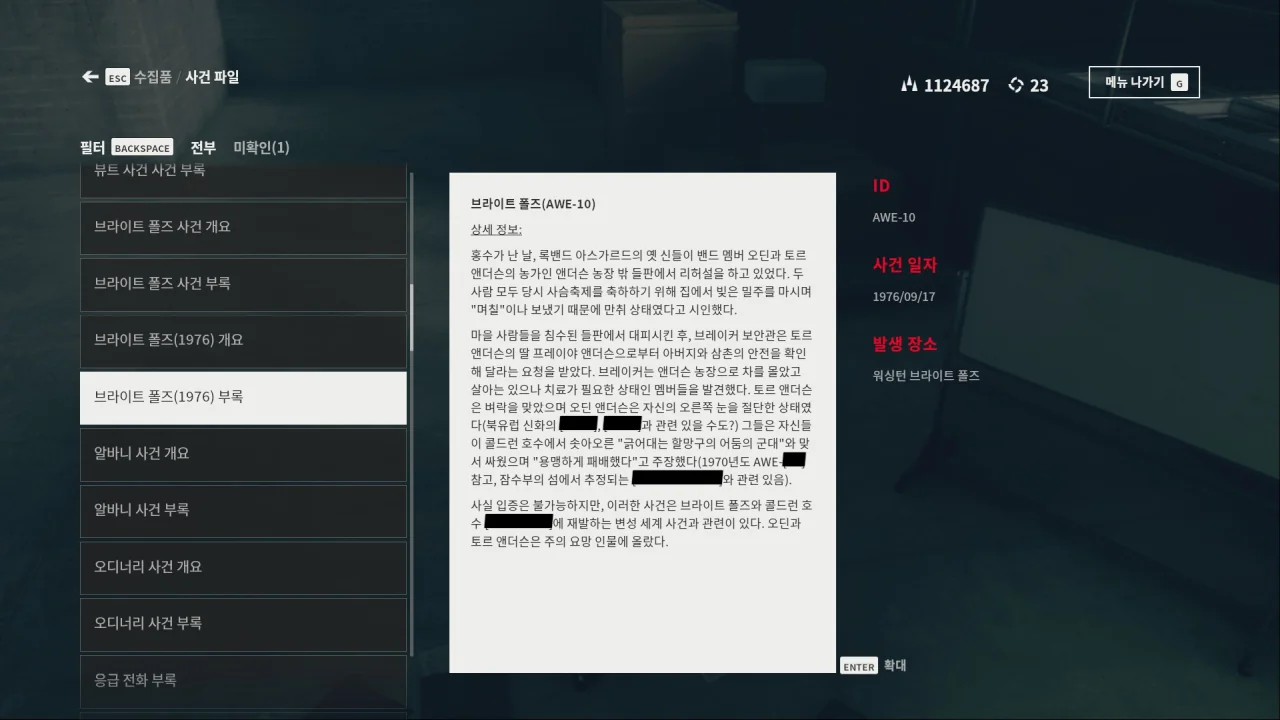 ESC 수집품 / 사건 파일
1124687 23 메뉴 나가기 G
필터 BACKSPACE 전부 미확인(1)
뷰트 사건 사건 부록
브라이트 폴즈 사건 개요
브라이트 폴즈 사건 부록
브라이트 폴즈(1976) 개요
브라이트 폴즈(1976) 부록
알바니 사건 개요
알바니 사건 부록
오디너리 사건 개요
오디너리 사건 부록
응급 전화 부록
브라이트 폴즈(AWE-10)
상세 정보:
홍수가 난 날, 록밴드 아스가르드의 옛 신들이 밴드 멤버 오딘과 토르
앤더슨의 농가인 앤더슨 농장 밖 들판에서 리허설을 하고 있었다. 두
사람 모두 당시 사슴축제를 축하하기 위해 집에서 빚은 밀주를 마시며
"며칠"이나 보냈기 때문에 만취 상태였다고 시인했다.
마을 사람들을 침수된 들판에서 대피시킨 후, 브레이커 보안관은 토르
앤더슨의 딸 프레이야 앤더슨으로부터 아버지와 삼촌의 안전을 확인
해 달라는 요청을 받았다. 브레이커는 앤더슨 농장으로 차를 몰았고
살아는 있으나 치료가 필요한 상태인 멤버들을 발견했다. 토르 앤더슨
은 벼락을 맞았으며 오딘 앤더슨은 자신의 오른쪽 눈을 절단한 상태였
다(북유럽 신화의 [ ], [ ]과 관련 있을 수도?) 그들은 자신들
이 콜드런 호수에서 솟아오른 "긁어대는 할망구의 어둠의 군대"와 맞
서 싸웠으며 "용맹하게 패배했다"고 주장했다(1970년도 AWE-[ ]
참고, 잠수부의 섬에서 추정되는 [ ]와 관련 있음).
사실 입증은 불가능하지만, 이러한 사건은 브라이트 폴즈와 콜드런 호
수 [ ]에 재발하는 변성 세계 사건과 관련이 있다. 오딘과
토르 앤더슨은 주의 요망 인물에 올랐다.
ID
AWE-10
사건 일자
1976/09/17
발생 장소
워싱턴 브라이트 폴즈
ENTER 확대